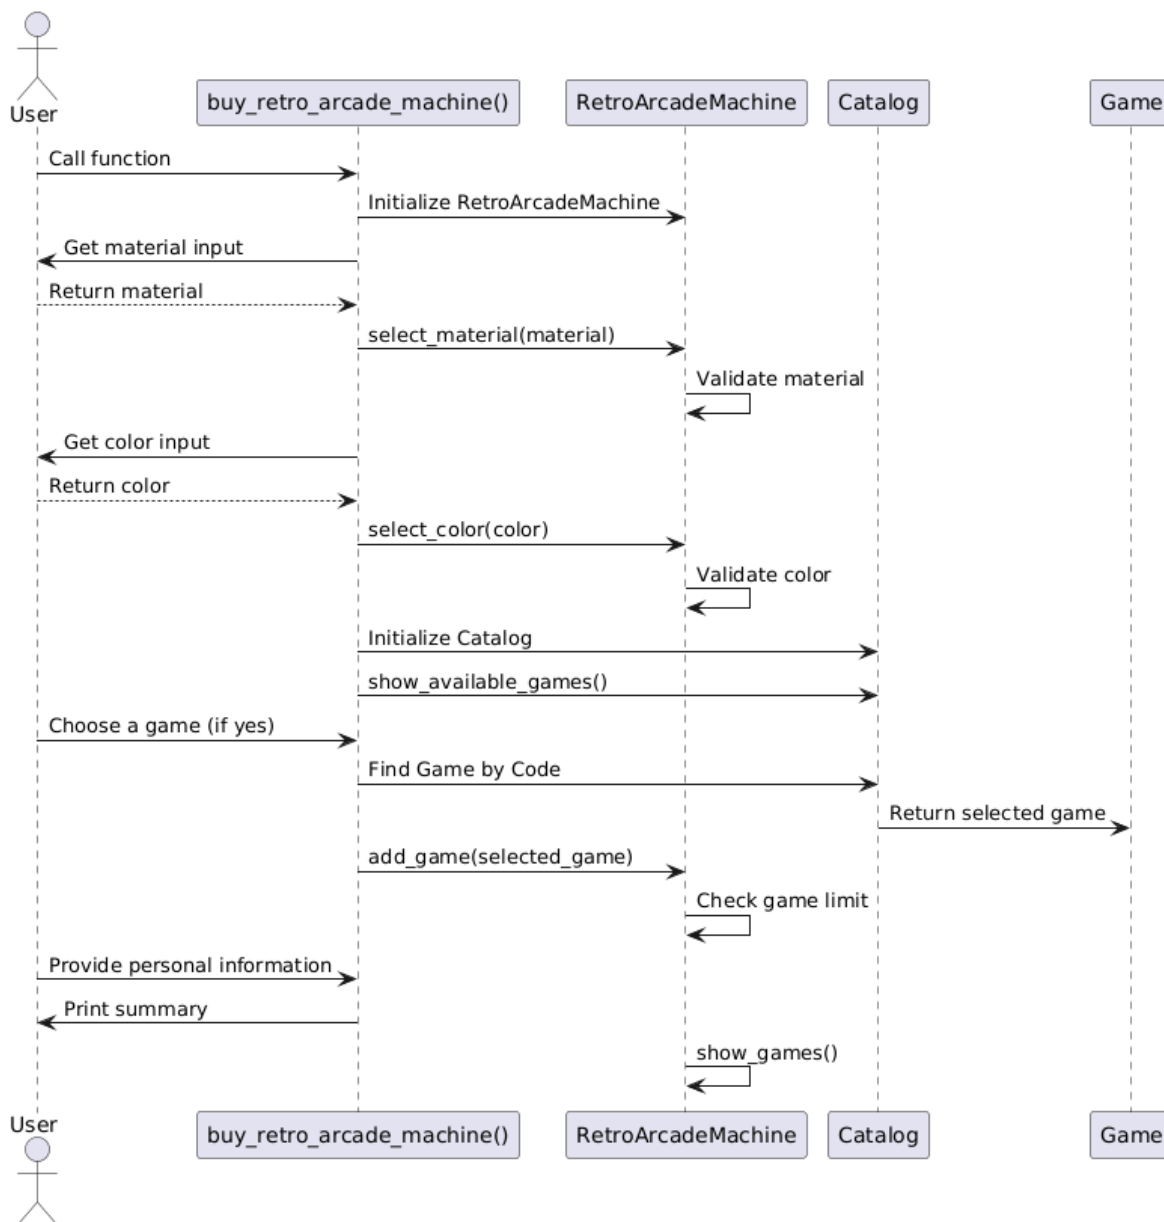 User
buy_retro_arcade_machine()
RetroArcadeMachine
Catalog
Game
Call function
Initialize RetroArcadeMachine
Get material input
Return material
select_material(material)
Validate material
Get color input
Return color
select_color(color)
Validate color
Initialize Catalog
show_available_games()
Choose a game (if yes)
Find Game by Code
Return selected game
add_game(selected_game)
Check game limit
Provide personal information
Print summary
show_games()
User
buy_retro_arcade_machine()
RetroArcadeMachine
Catalog
Game